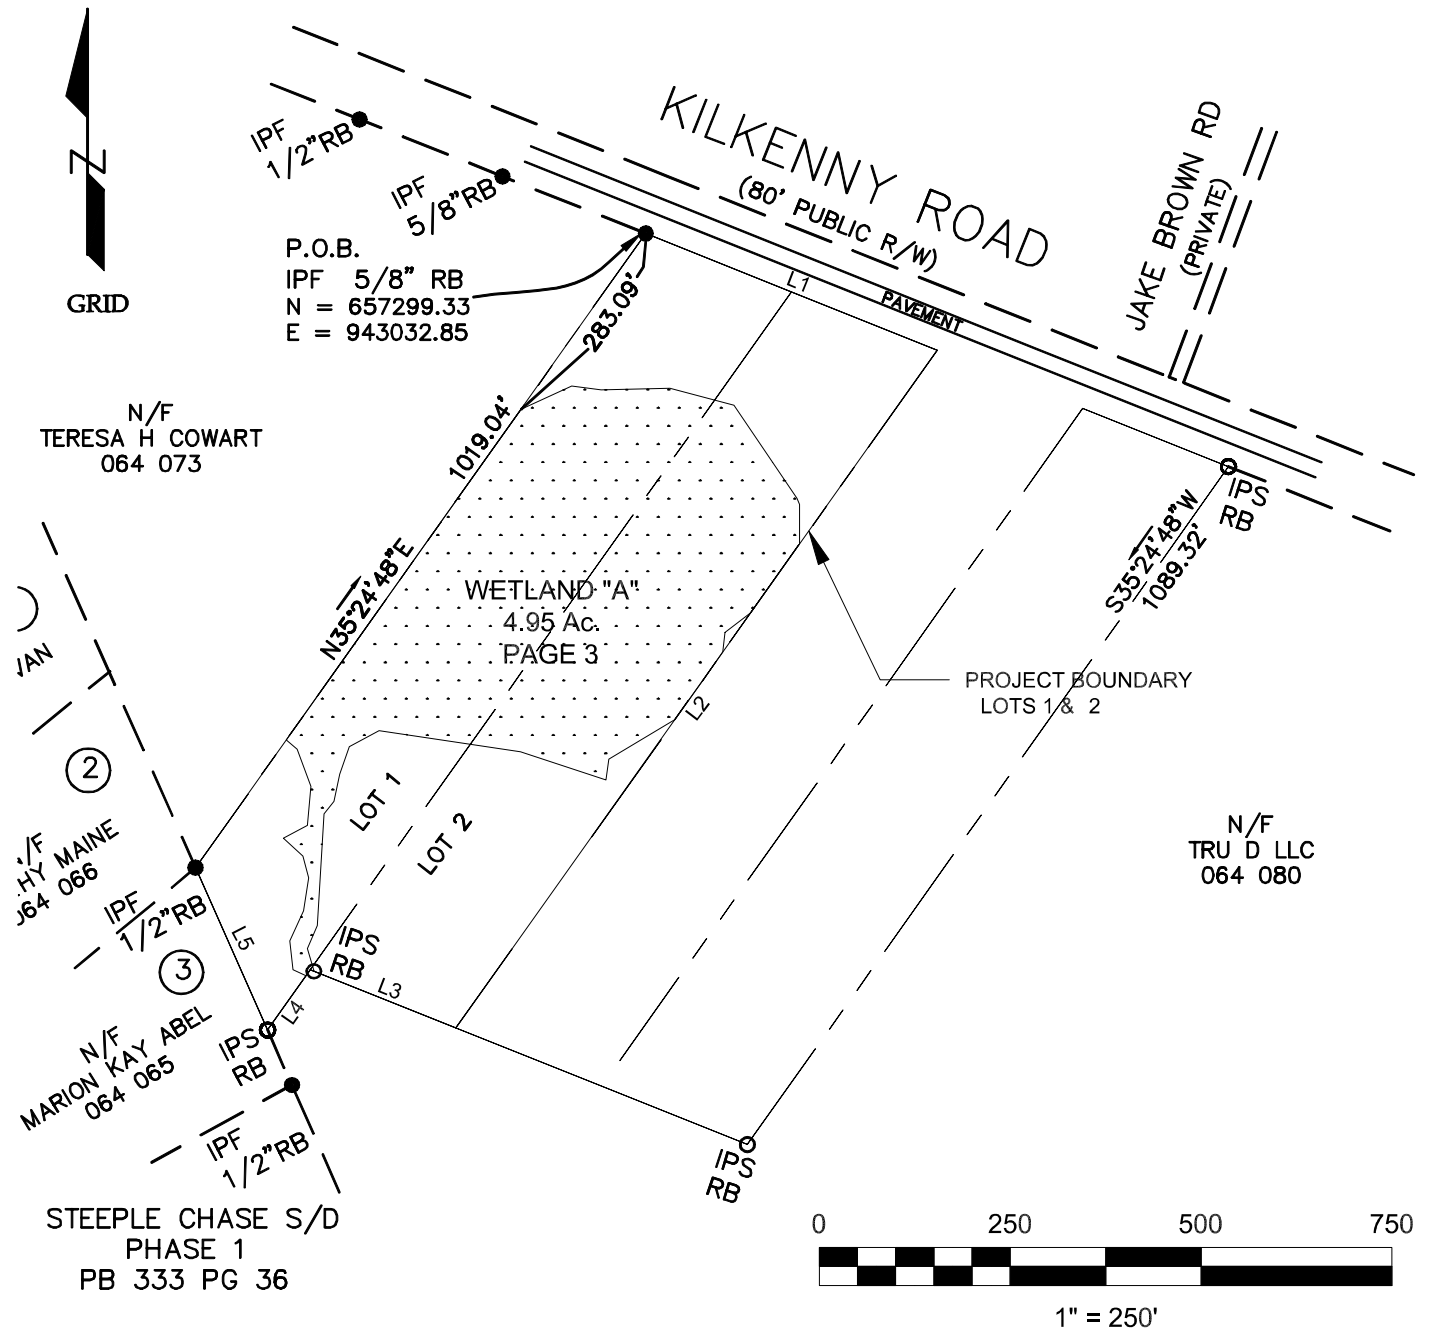 KILKENNY ROAD
(80' PUBLIC R/W)
PAVEMENT
JAKE BROWN RD
(PRIVATE)
N
GRID
IPF
1/2"RB
IPF
5/8"RB
P.O.B.
IPF 5/8" RB
N = 657299.33
E = 943032.85
283.09'
L1
1019.04'
N35°24'48"E
N/F
TERESA H COWART
064 073
IPS
RB
S35°24'48"W
1089.32'
WETLAND "A"
4.95 Ac.
PAGE 3
PROJECT BOUNDARY
LOTS 1 & 2
L2
LOT 1
LOT 2
2
MAINE
066
IPF
1/2"RB
L5
3
N/F
MARION KAY ABEL
064 065
IPS
RB
L4
IPS
RB
L3
N/F
TRU D LLC
064 080
IPF
1/2"RB
IPS
RB
STEEPLE CHASE S/D
PHASE 1
PB 333 PG 36
0 250 500 750
1" = 250'